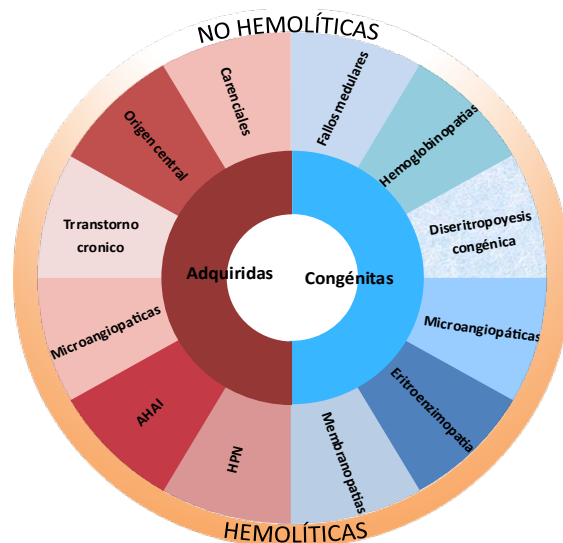 NO HEMOLÍTICAS
Carenciales
Fallos medulares
Origen central
Hemoglobinopatias
Trranstorno
cronico
Diseritropoyesis
congénica
Adquiridas
Congénitas
Microangiopaticas
Microangiopáticas
AHAI
Eritroenzimopatia
HPN
Membranopatias
HEMOLÍTICAS